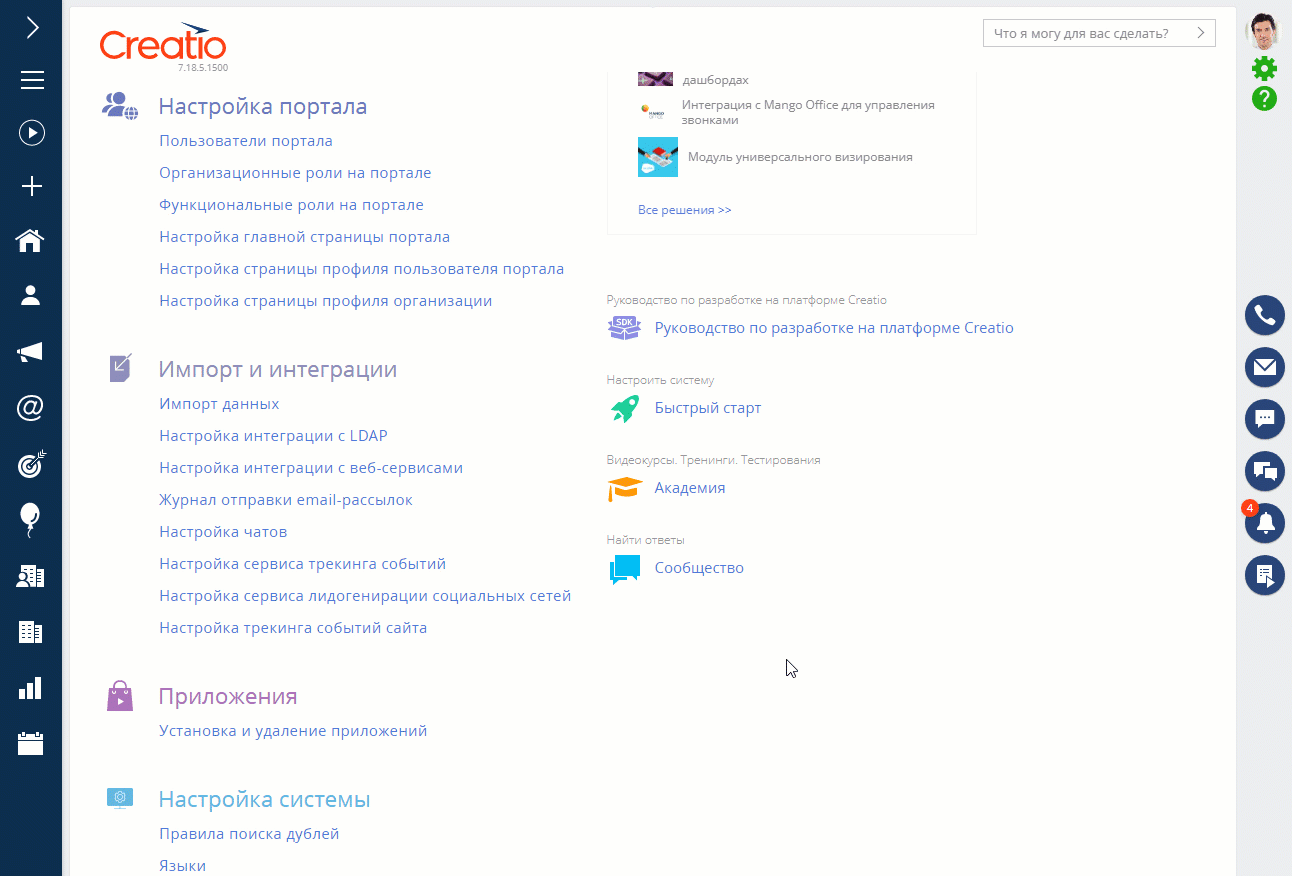 Creatio
7.18.5.1500
Что я могу для вас сделать?
Настройка портала
Пользователи портала
Организационные роли на портале
Функциональные роли на портале
Настройка главной страницы портала
Настройка страницы профиля пользователя портала
Настройка страницы профиля организации
Импорт и интеграции
Импорт данных
Настройка интеграции с LDAP
Настройка интеграции с веб-сервисами
Журнал отправки email-рассылок
Настройка чатов
Настройка сервиса трекинга событий
Настройка сервиса лидогенирации социальных сетей
Настройка трекинга событий сайта
Приложения
Установка и удаление приложений
Настройка системы
Правила поиска дублей
Языки
дашбордах
Интеграция с Mango Office для управления
звонками
Модуль универсального визирования
Все решения >>
Руководство по разработке на платформе Creatio
SDK
Руководство по разработке на платформе Creatio
Настроить систему
Быстрый старт
Видеокурсы. Тренинги. Тестирования
Академия
Найти ответы
Сообщество
4